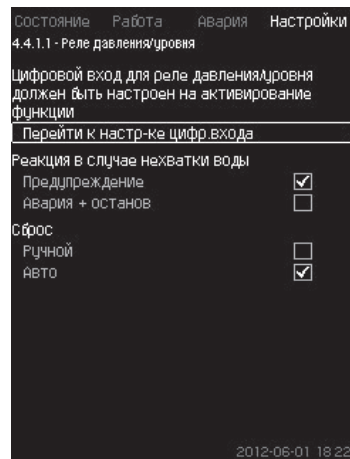 Состояние Работа Авария Настройки
4.4.1.1 - Реле давления/уровня
Цифровой вход для реле давления/уровня
должен быть настроен на активирование
функции
Перейти к настр-ке цифр.входа
Реакция в случае нехватки воды
Предупреждение
Авария + останов
Сброс
Ручной
Авто
2012-06-01 18:22